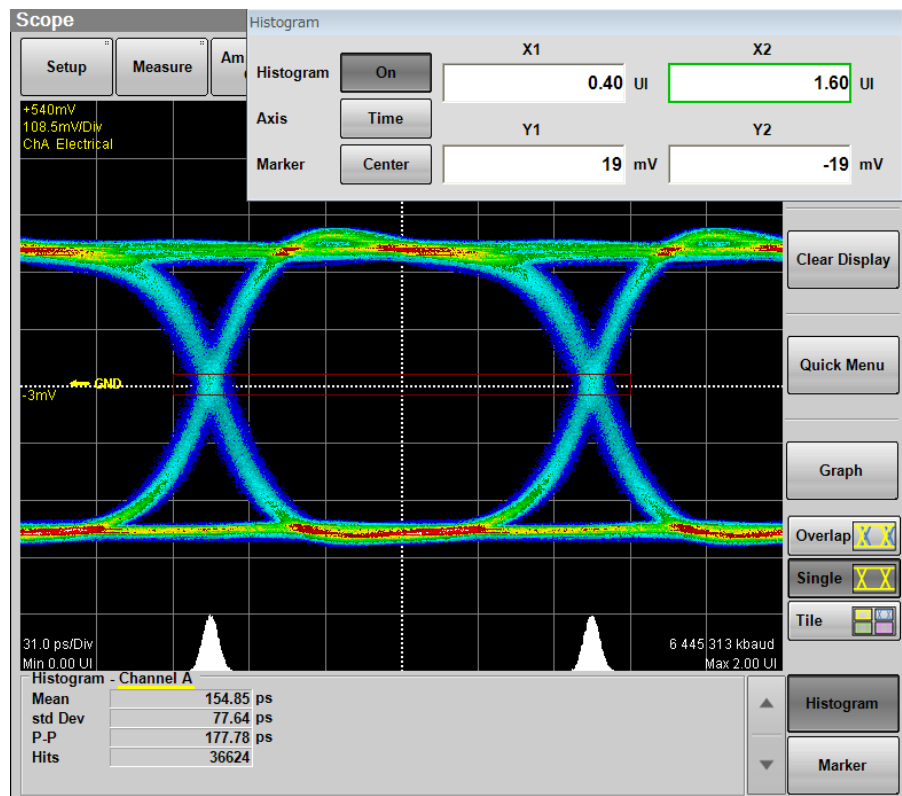 Scope
Histogram
Setup
Measure
Am
Histogram
On
X1
X2
0.40 UI
1.60 UI
Axis
Time
Y1
Y2
Marker
Center
19 mV
-19 mV
+540mV
108.5mV/Div
ChA Electrical
Clear Display
Quick Menu
GND
-3mV
Graph
Overlap
Single
Tile
31.0 ps/Div
Min 0.00 UI
6 445 313 kbaud
Max 2.00 UI
Histogram - Channel A
Mean 154.85 ps
std Dev 77.64 ps
P-P 177.78 ps
Hits 36624
Histogram
Marker